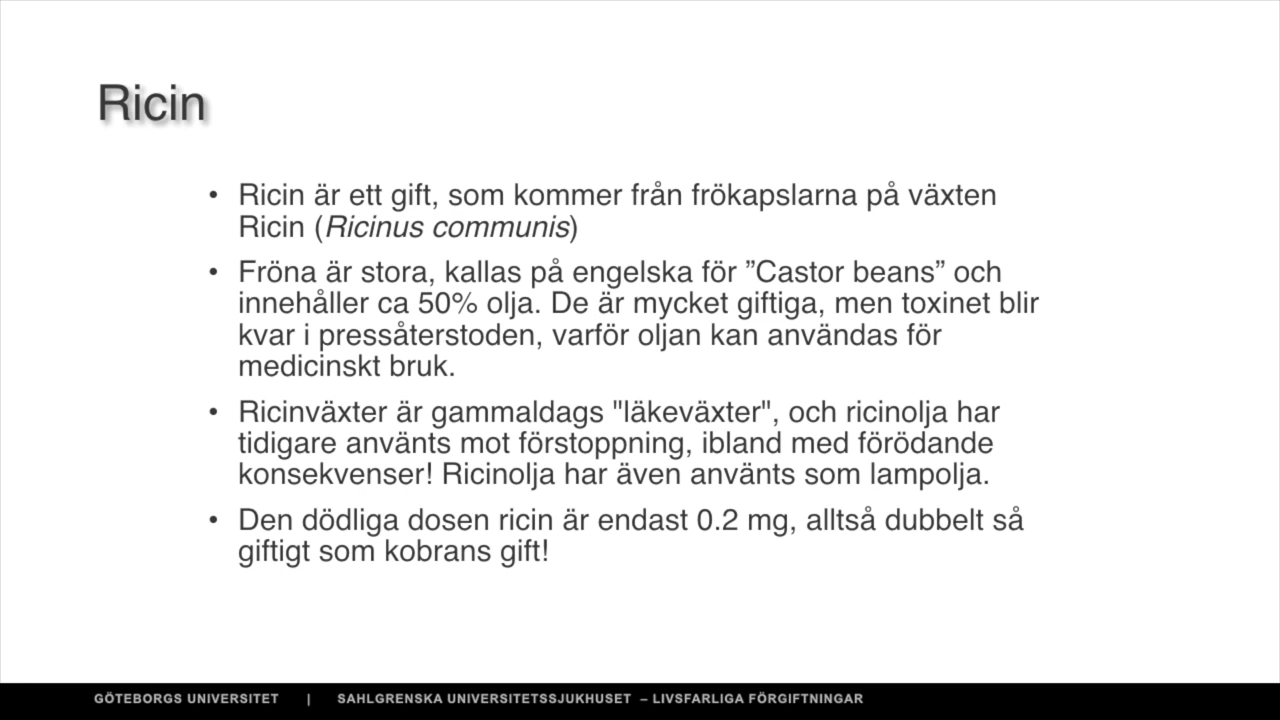 Ricin
• Ricin är ett gift, som kommer från frökapslarna på växten
Ricin (Ricinus communis)
• Fröna är stora, kallas på engelska för ”Castor beans” och
innehåller ca 50% olja. De är mycket giftiga, men toxinet blir
kvar i pressåterstoden, varför oljan kan användas för
medicinskt bruk.
• Ricinväxter är gammaldags "läkeväxter", och ricinolja har
tidigare använts mot förstoppning, ibland med förödande
konsekvenser! Ricinolja har även använts som lampolja.
• Den dödliga dosen ricin är endast 0.2 mg, alltså dubbelt så
giftigt som kobrans gift!
GÖTEBORGS UNIVERSITET | SAHLGRENSKA UNIVERSITETSSJUKHUSET – LIVSFARLIGA FÖRGIFTNINGAR